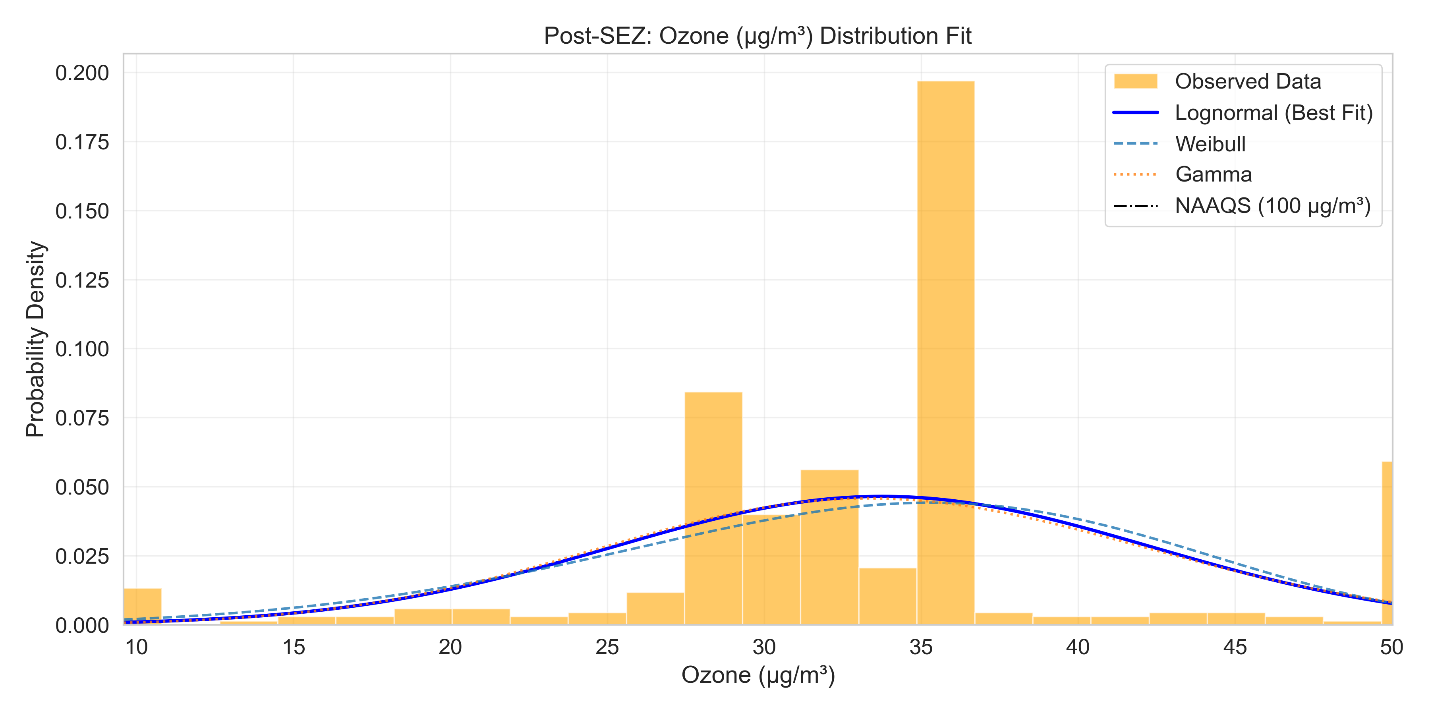 Post-SEZ: Ozone (µg/m³) Distribution Fit
Observed Data
Lognormal (Best Fit)
Weibull
Gamma
NAAQS (100 µg/m³)
Probability Density
0.200
0.175
0.150
0.125
0.100
0.075
0.050
0.025
0.000
10 15 20 25 30 35 40 45 50
Ozone (µg/m³)